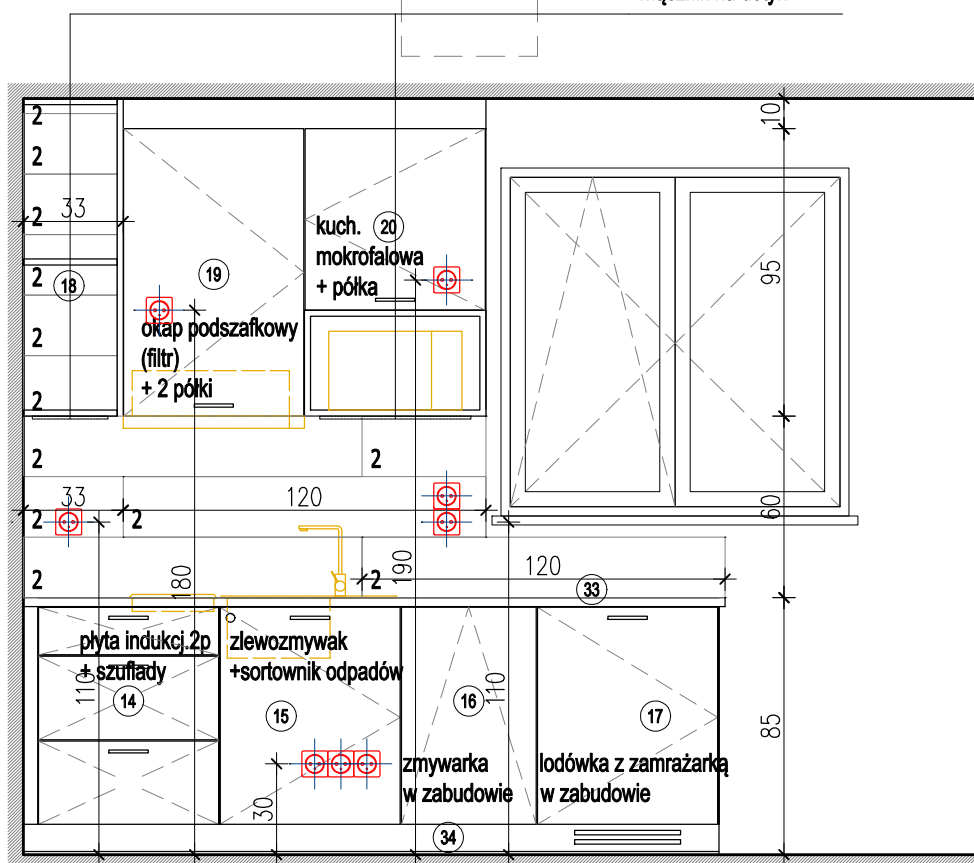 10
2
2
33
2
kuch. 20
mokrofalowa
+ półka
95
2
18
19
okap podszafkowy
(filtr)
+ 2 półki
2
2
2
2
33
120
60
2
2
180
190
2
2
120
33
płyta indukcj.2p
+ szuflady
zlewozmywak
+sortownik odpadów
110
14
15
16
110
17
85
zmywarka
w zabudowie
lodówka z zamrażarką
w zabudowie
30
34